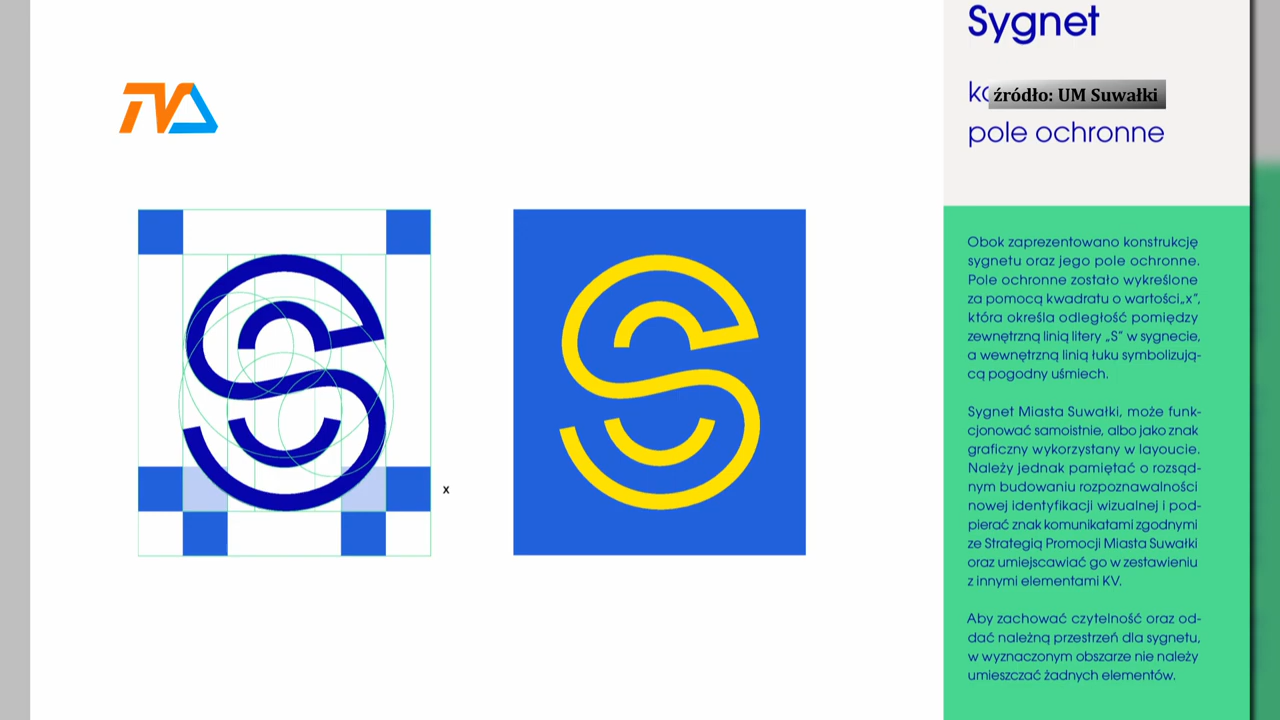 Sygnet
źródło: UM Suwałki
pole ochronne
TVA
x
Obok zaprezentowano konstrukcję
sygnetu oraz jego pole ochronne.
Pole ochronne zostało wykreślone
za pomocą kwadratu o wartości„x”,
która określa odległość pomiędzy
zewnętrzną linią litery „S” w sygnecie,
a wewnętrzną linią łuku symbolizują-
cą pogodny uśmiech.
Sygnet Miasta Suwałki, może funk-
cjonować samoistnie, albo jako znak
graficzny wykorzystany w layoucie.
Należy jednak pamiętać o rozsąd-
nym budowaniu rozpoznawalności
nowej identyfikacji wizualnej i pod-
pierać znak komunikatami zgodnymi
ze Strategią Promocji Miasta Suwałki
oraz umiejscawiać go w zestawieniu
z innymi elementami KV.
Aby zachować czytelność oraz od-
dać należną przestrzeń dla sygnetu,
w wyznaczonym obszarze nie należy
umieszczać żadnych elementów.